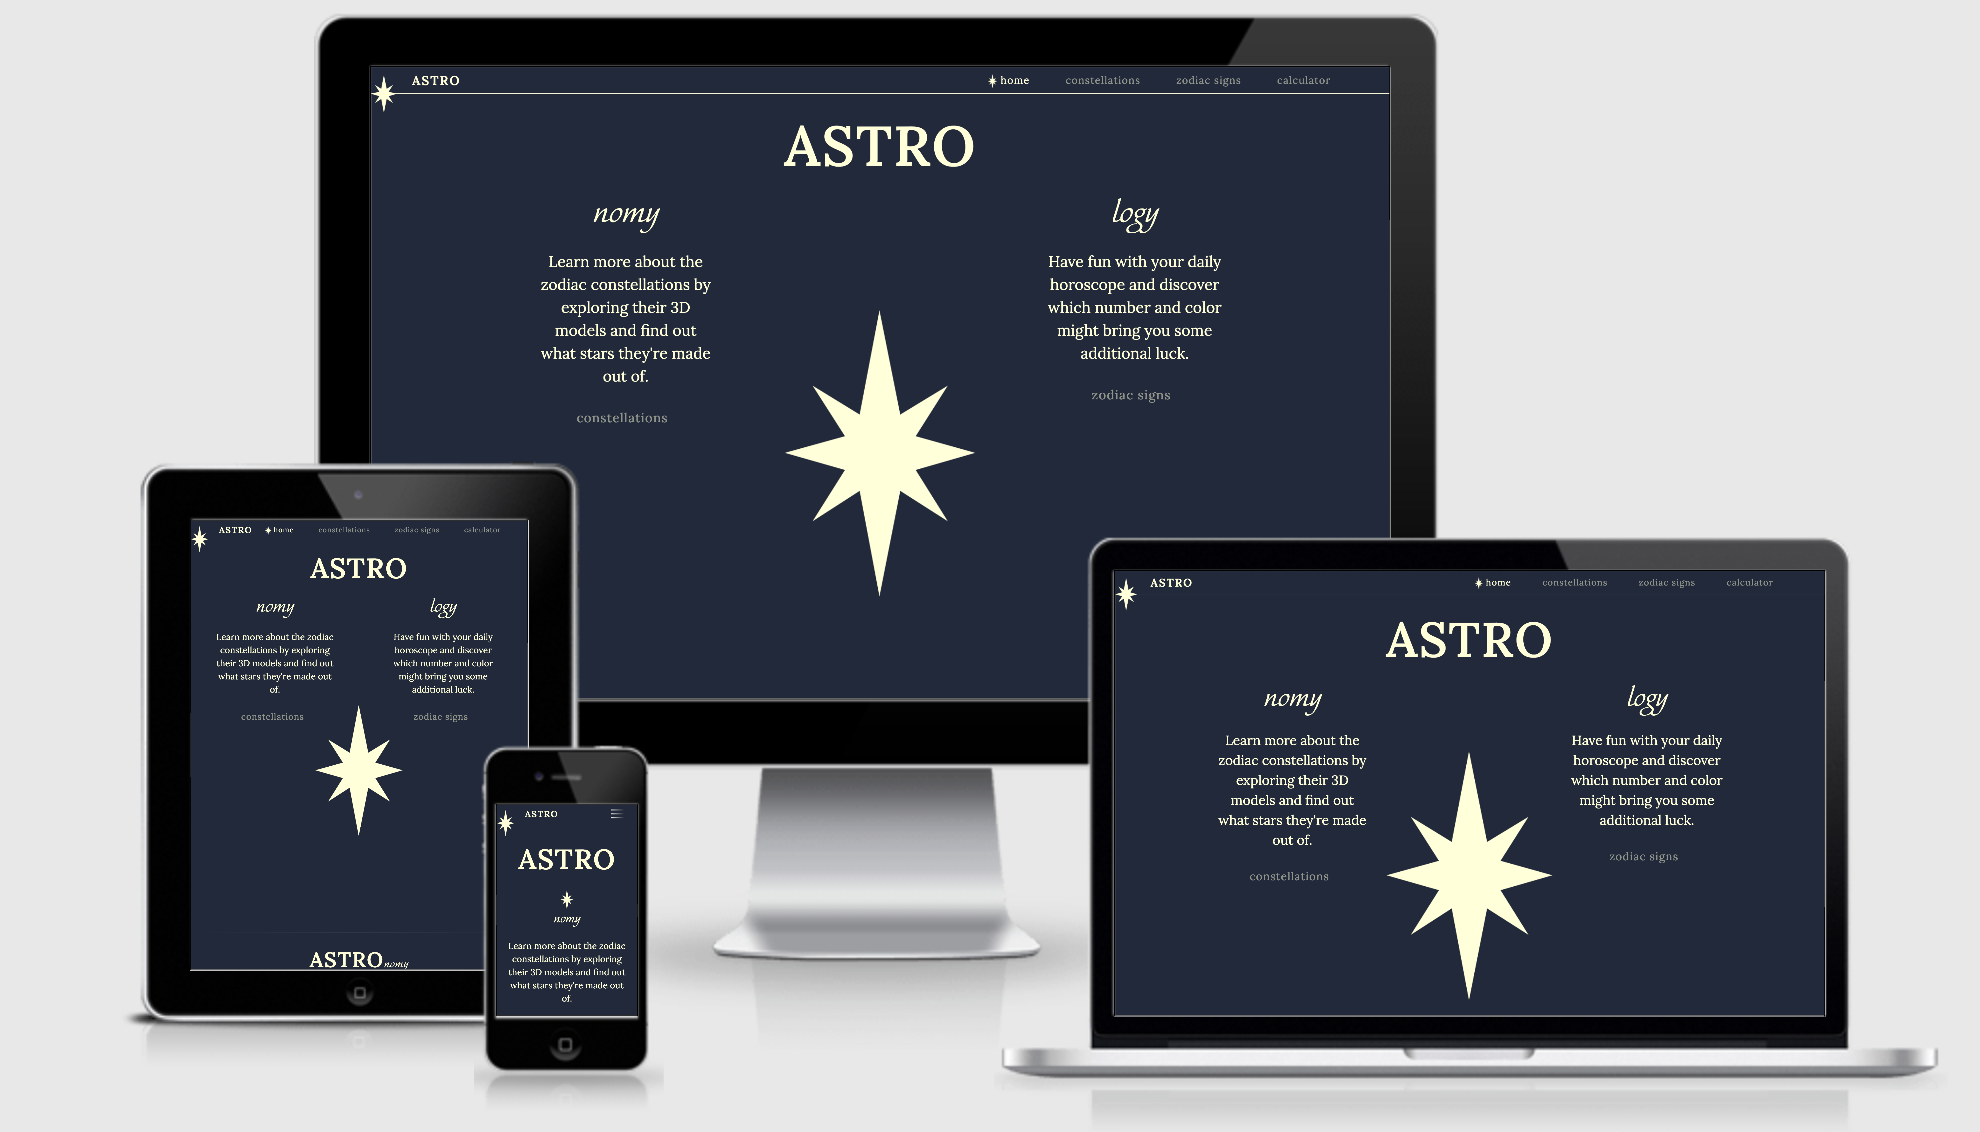 ASTRO
home constellations zodiac signs calculator
ASTRO
nomy
Learn more about the
zodiac constellations by
exploring their 3D
models and find out
what stars they're made
out of.
constellations
logy
Have fun with your daily
horoscope and discover
which number and color
might bring you some
additional luck.
zodiac signs
ASTRO home constellations zodiac signs calculator
ASTRO
nomy
Learn more about the zodiac
constellations by exploring
their 3D models and find out
what stars they're made out
of.
constellations
logy
Have fun with your daily
horoscope and discover
which number and color
might bring you some
additional luck.
zodiac signs
ASTROnomy
ASTRO
ASTRO
nomy
Learn more about the zodiac
constellations by exploring
their 3D models and find out
what stars they're made out
of.
ASTRO
home constellations zodiac signs calculator
ASTRO
nomy
Learn more about the
zodiac constellations by
exploring their 3D
models and find out
what stars they're made
out of.
constellations
logy
Have fun with your daily
horoscope and discover
which number and color
might bring you some
additional luck.
zodiac signs